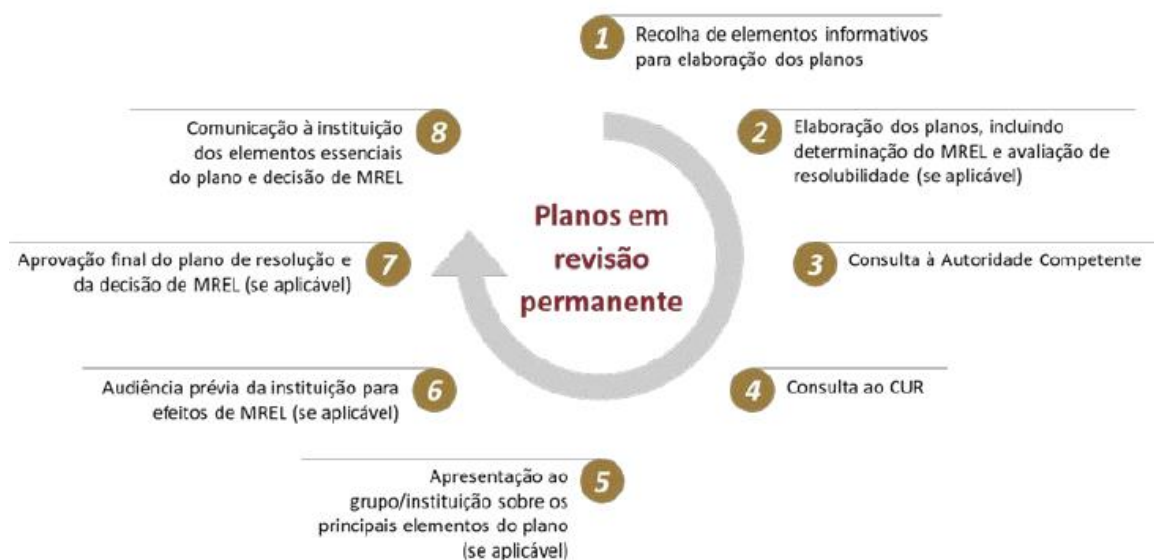 1
Recolha de elementos informativos
para elaboração dos planos
2
Elaboração dos planos, incluindo
determinação do MREL e avaliação de
resolubilidade (se aplicável)
3
Consulta à Autoridade Competente
4
Consulta ao CUR
5
Apresentação ao
grupo/instituição sobre os
principais elementos do plano
(se aplicável)
6
Audiência prévia da instituição para
efeitos de MREL (se aplicável)
7
Aprovação final do plano de resolução e
da decisão de MREL (se aplicável)
8
Comunicação à instituição
dos elementos essenciais
do plano e decisão de MREL
Planos em
revisão
permanente